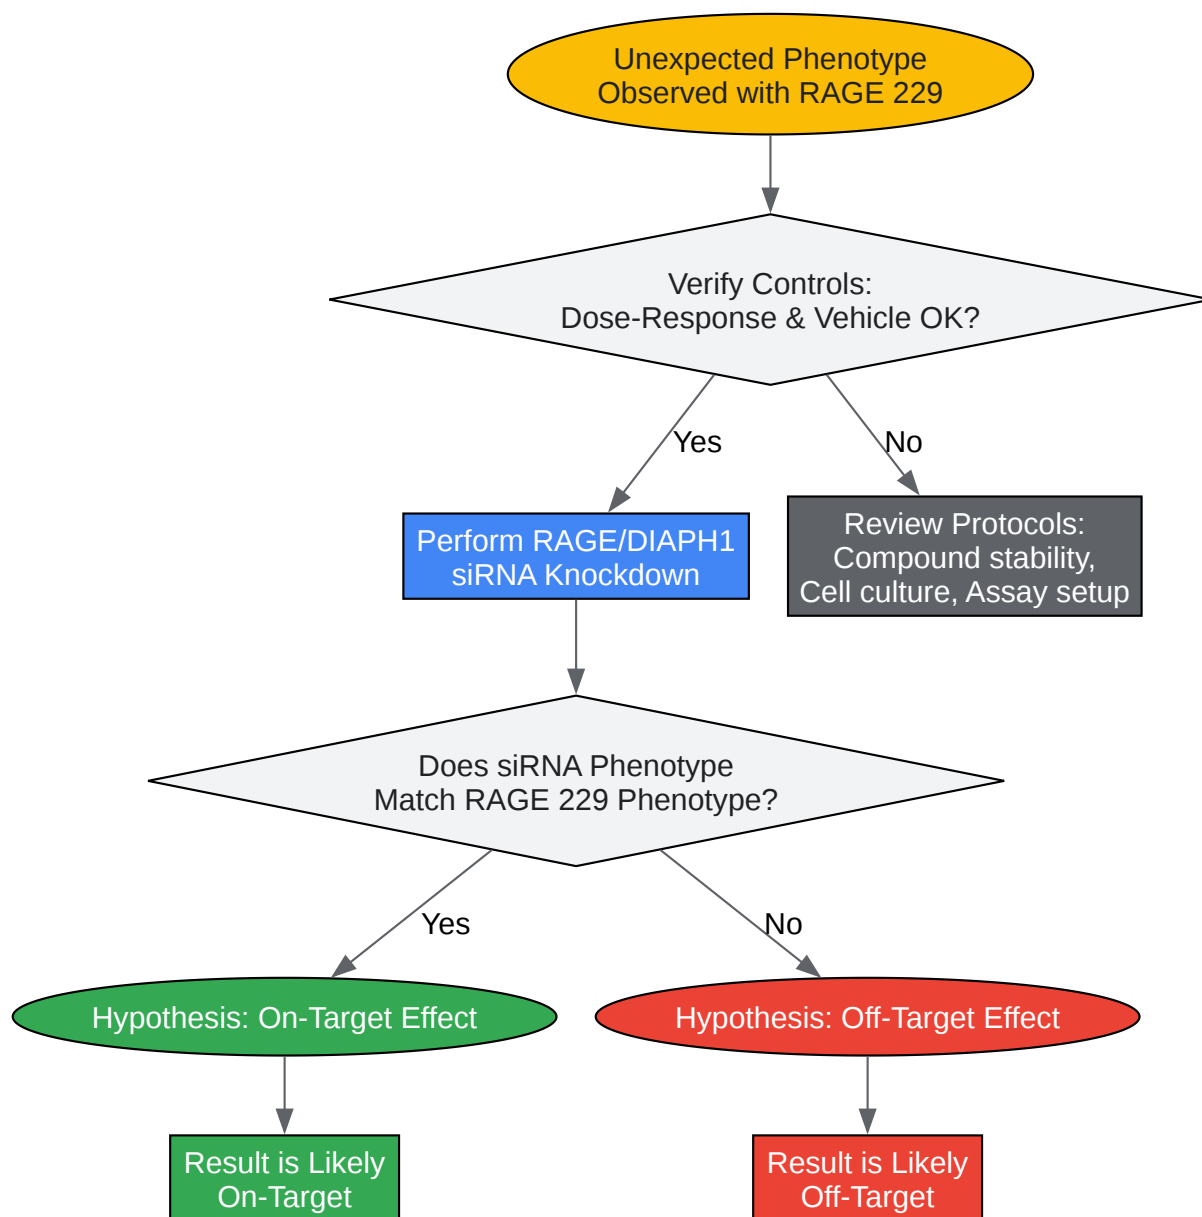 Unexpected Phenotype
Observed with RAGE 229
Verify Controls:
Dose-Response & Vehicle OK?
Yes
No
Perform RAGE/DIAPH1
siRNA Knockdown
Review Protocols:
Compound stability,
Cell culture, Assay setup
Does siRNA Phenotype
Match RAGE 229 Phenotype?
Yes
No
Hypothesis: On-Target Effect
Hypothesis: Off-Target Effect
Result is Likely
On-Target
Result is Likely
Off-Target